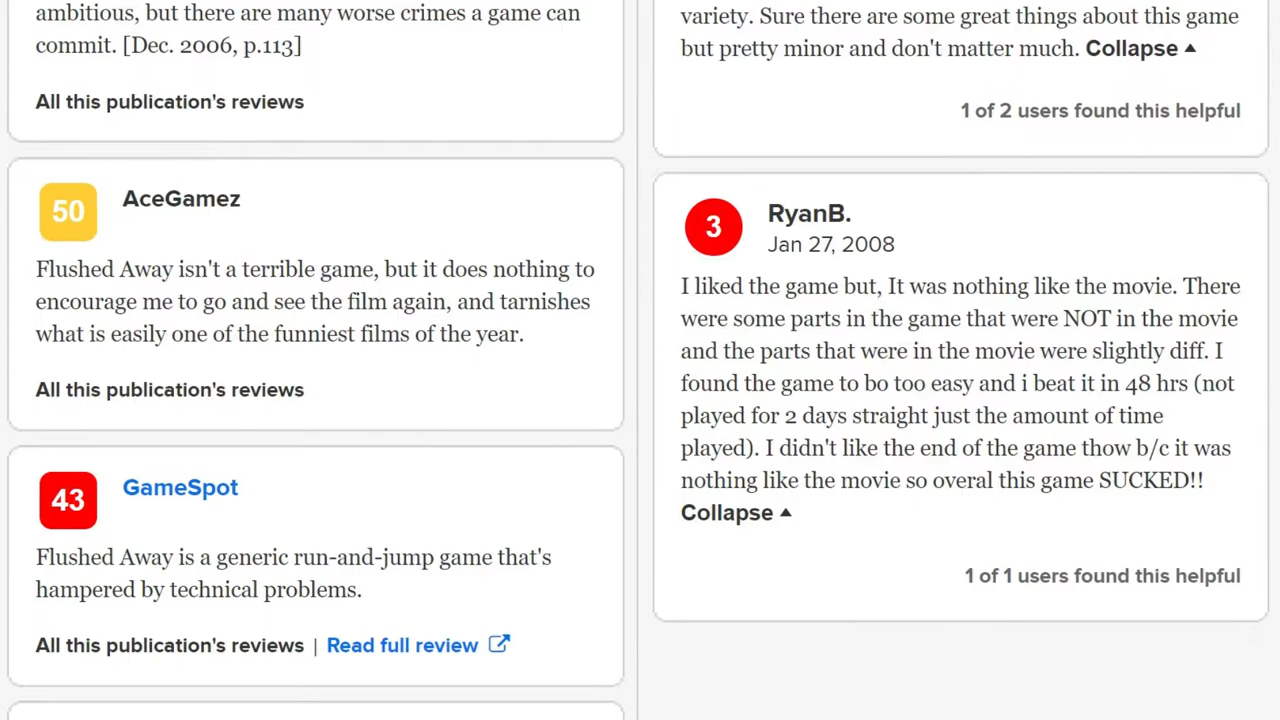 ambitious, but there are many worse crimes a game can
commit. [Dec. 2006, p.113]
All this publication's reviews
50
AceGamez
Flushed Away isn't a terrible game, but it does nothing to
encourage me to go and see the film again, and tarnishes
what is easily one of the funniest films of the year.
All this publication's reviews
43
GameSpot
Flushed Away is a generic run-and-jump game that's
hampered by technical problems.
All this publication's reviews | Read full review
variety. Sure there are some great things about this game
but pretty minor and don't matter much. Collapse
1 of 2 users found this helpful
3
RyanB.
Jan 27, 2008
I liked the game but, It was nothing like the movie. There
were some parts in the game that were NOT in the movie
and the parts that were in the movie were slightly diff. I
found the game to bo too easy and i beat it in 48 hrs (not
played for 2 days straight just the amount of time
played). I didn't like the end of the game thow b/c it was
nothing like the movie so overal this game SUCKED!!
Collapse
1 of 1 users found this helpful